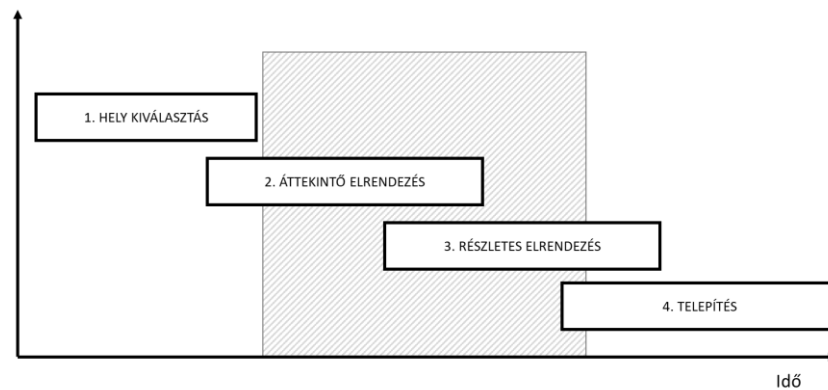 1. HELY KIVÁLASZTÁS
2. ÁTTEKINTŐ ELRENDEZÉS
3. RÉSZLETES ELRENDEZÉS
4. TELEPÍTÉS
Idő